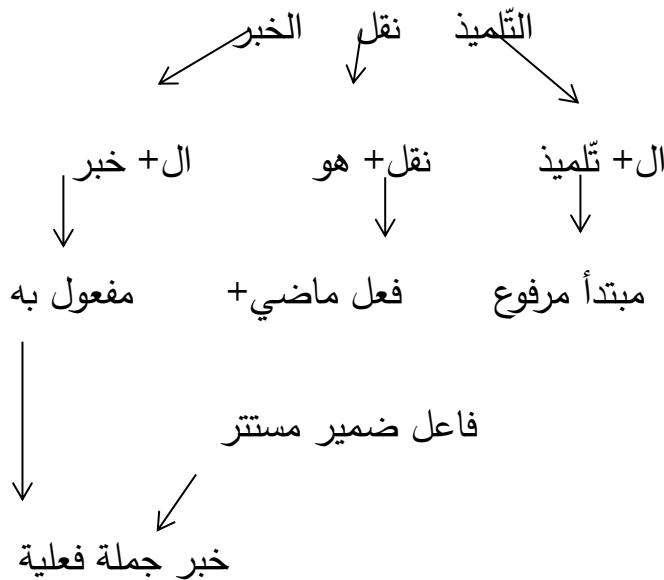 التّلميذ نقل الخبر
ال+ تّلميذ نقل+ هو ال+ خبر
مبتدأ مرفوع فعل ماضي+ مفعول به
فاعل ضمير مستتر
خبر جملة فعلية